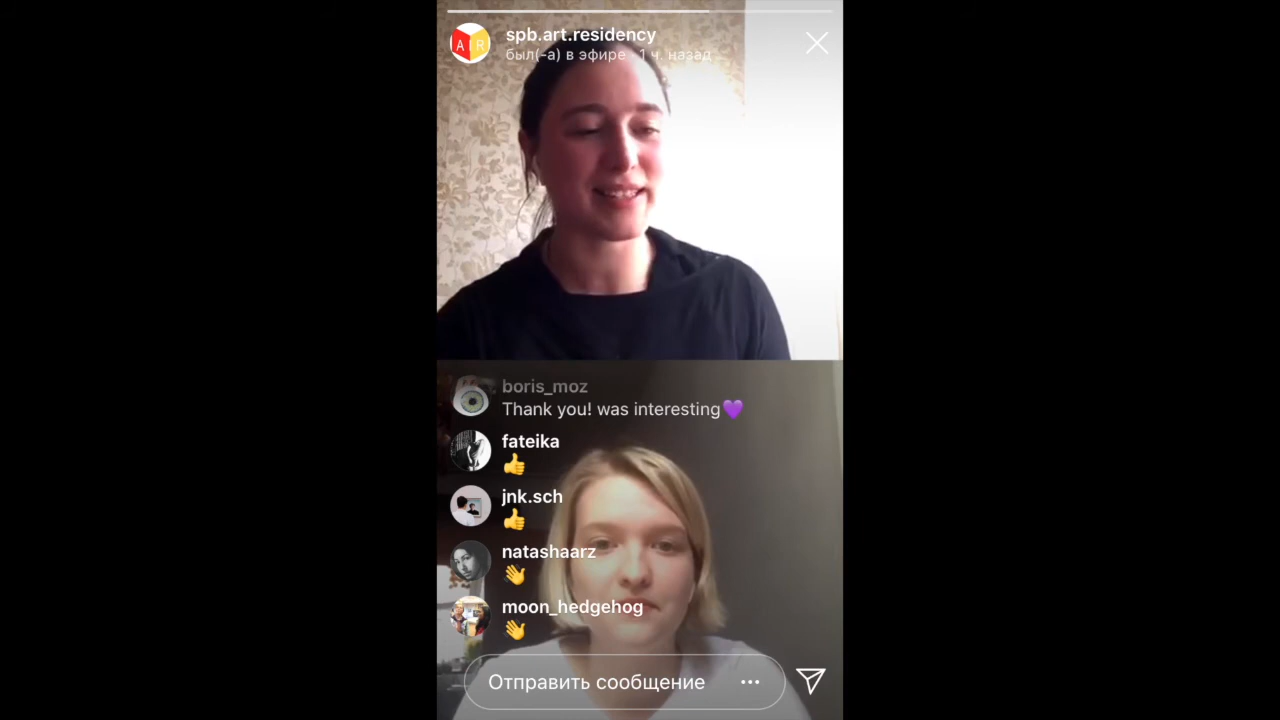 AIR
spb.art.residency
был(-а) в эфире · 1 ч. назад
boris_moz
Thank you! was interesting💜
fateika
👍
jnk.sch
👍
natashaarz
👋
moon_hedgehog
👋
Отправить сообщение